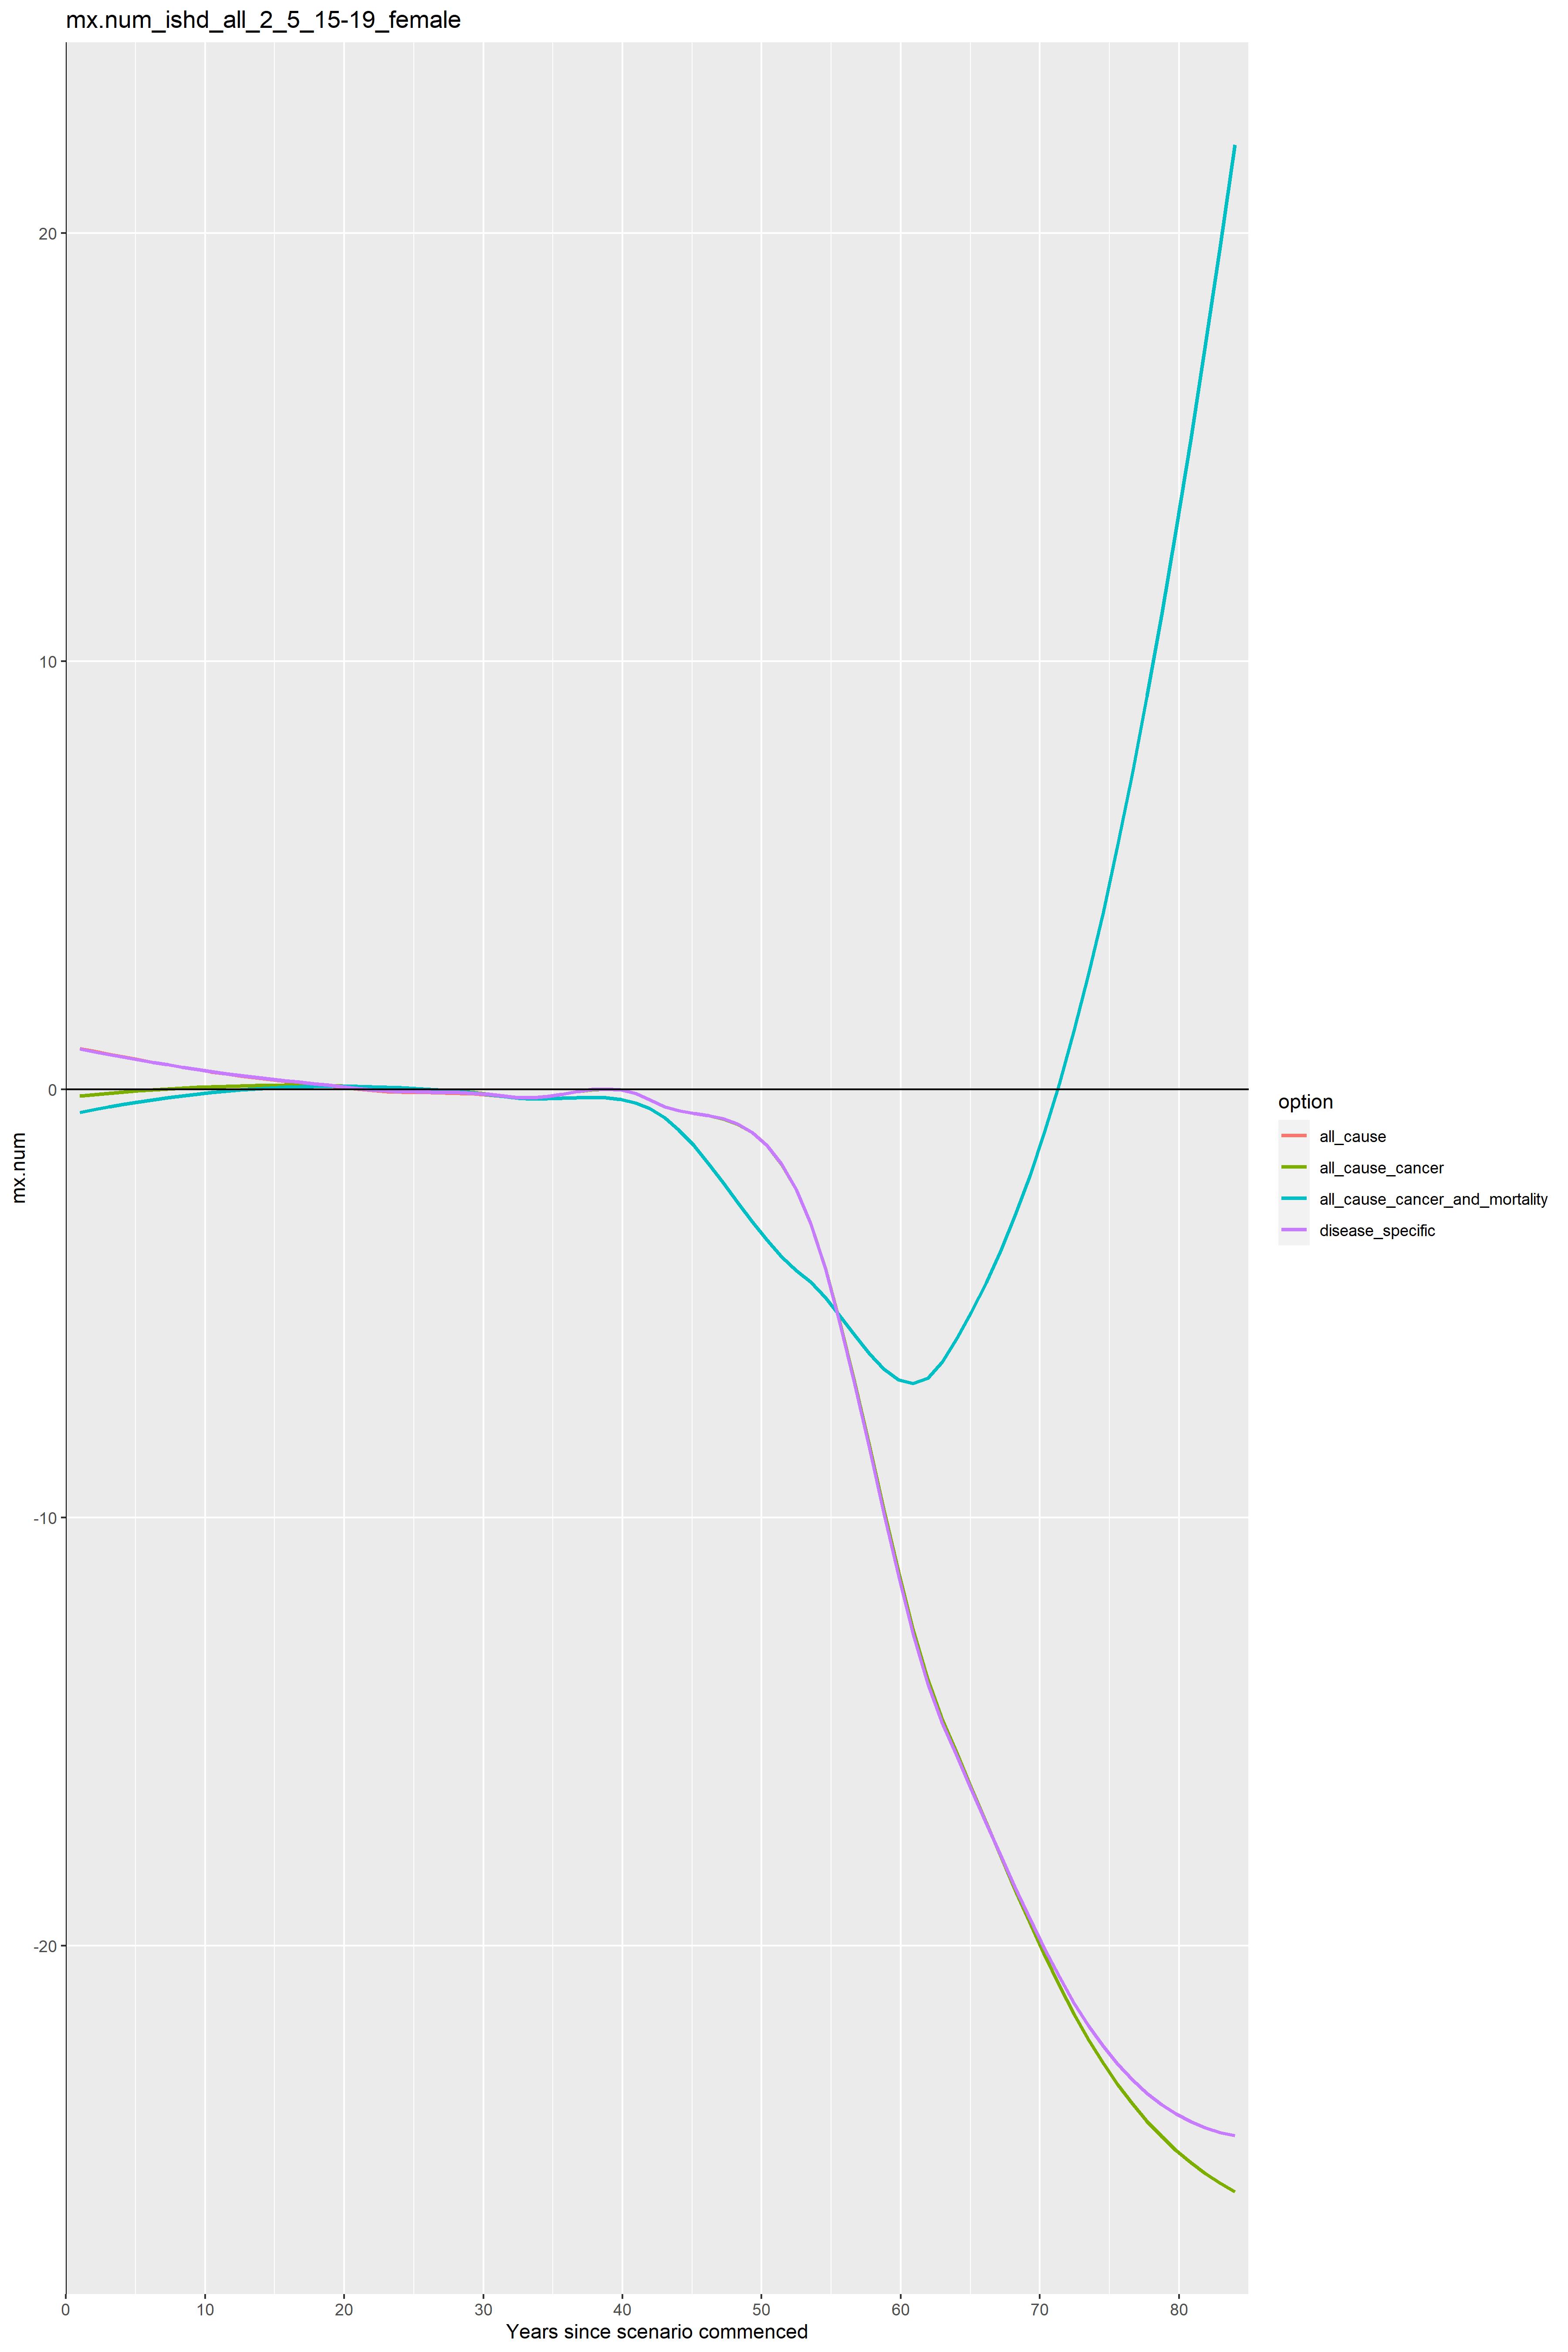 mx.num_ishd_all_2_5_15-19_female
20
10
0
-10
-20
mx.num
0 10 20 30 40 50 60 70 80
Years since scenario commenced
option
all_cause
all_cause_cancer
all_cause_cancer_and_mortality
disease_specific